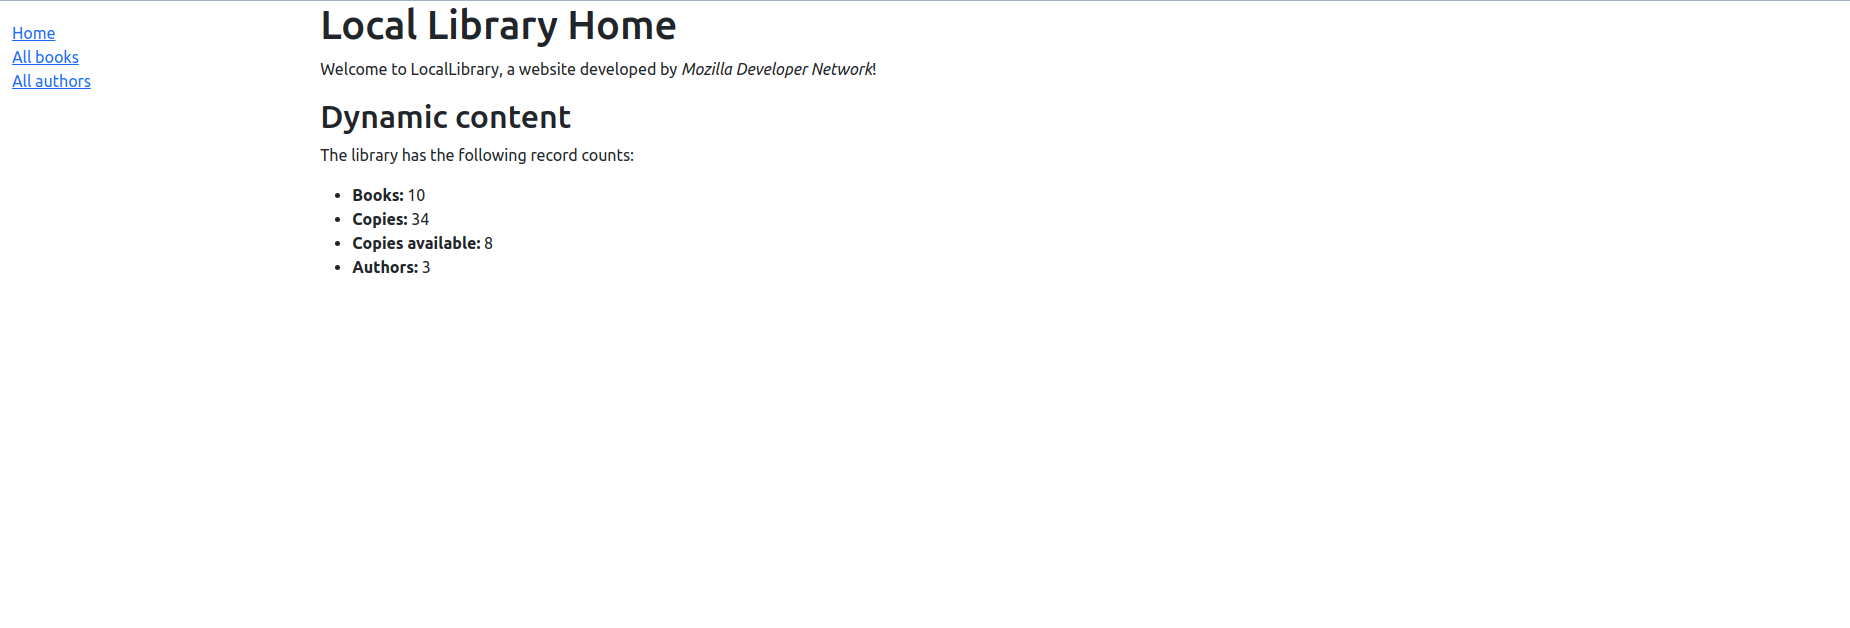 Home
All books
All authors
Local Library Home
Welcome to LocalLibrary, a website developed by Mozilla Developer Network!
Dynamic content
The library has the following record counts:
Books: 10
Copies: 34
Copies available: 8
Authors: 3